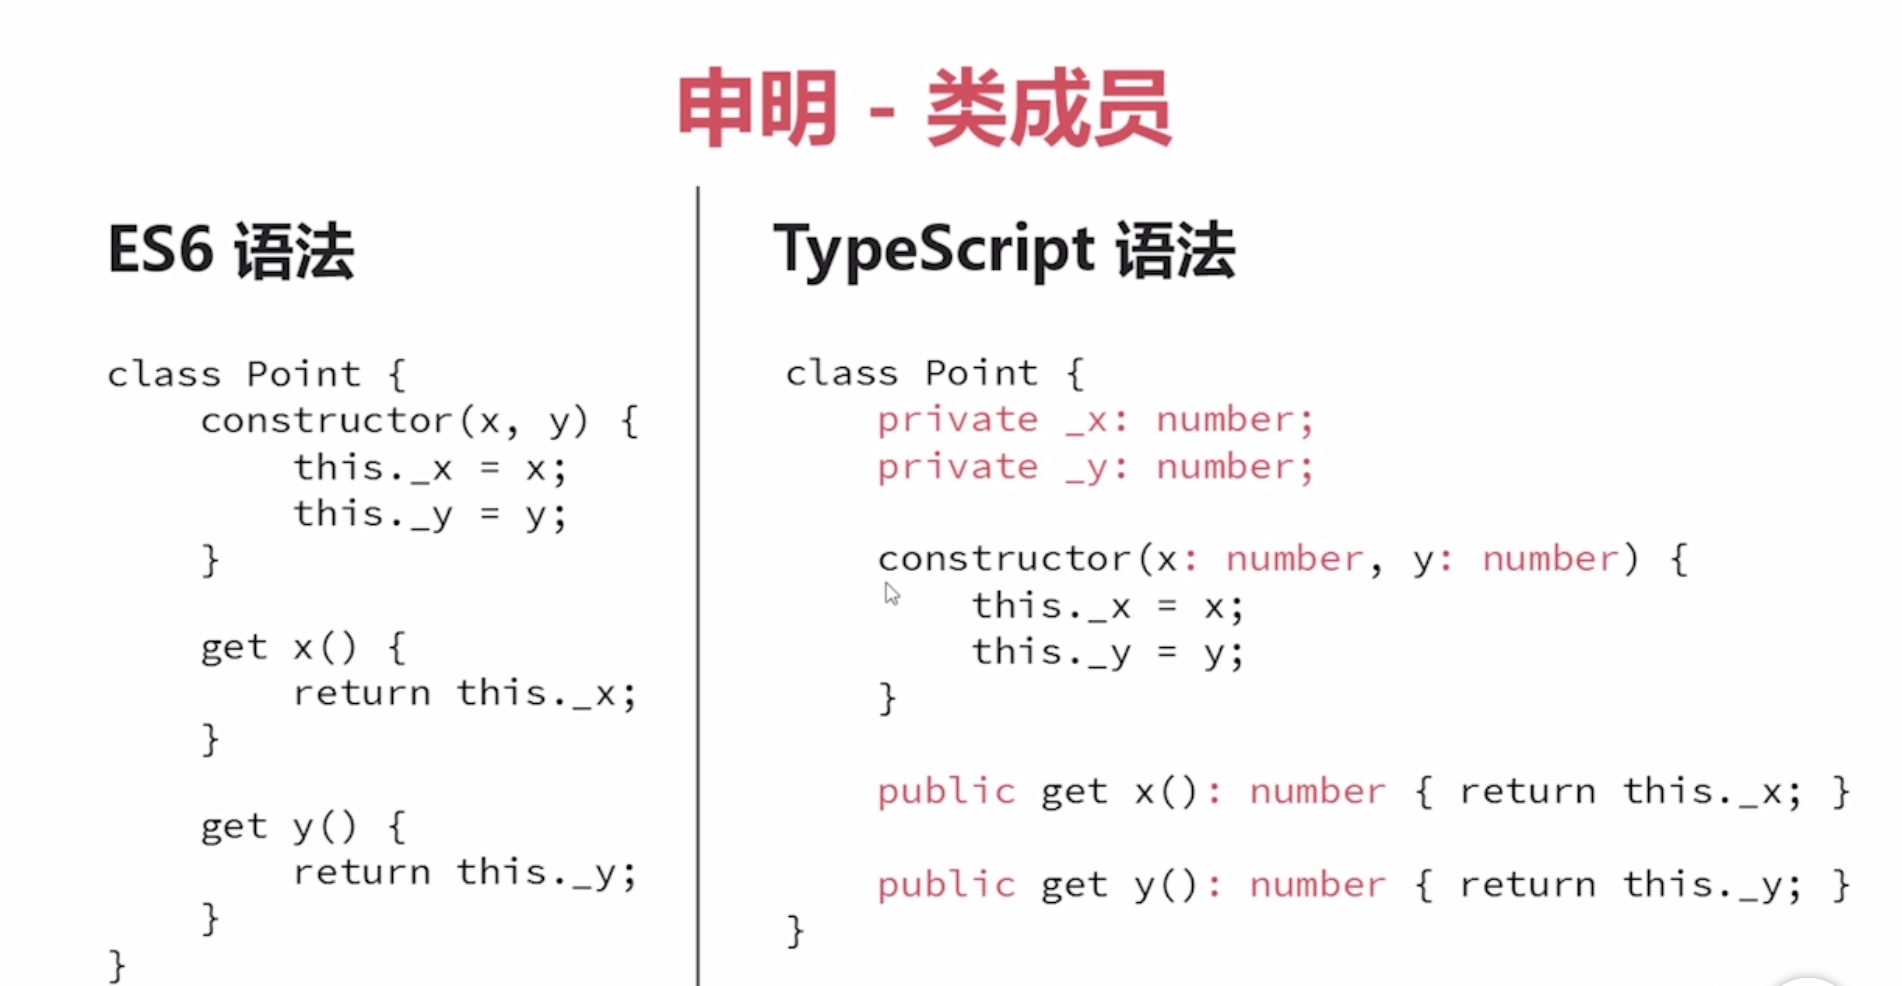 申明 - 类成员
ES6 语法
class Point {
    constructor(x, y) {
        this._x = x;
        this._y = y;
    }

    get x() {
        return this._x;
    }

    get y() {
        return this._y;
    }
}
TypeScript 语法
class Point {
    private _x: number;
    private _y: number;

    constructor(x: number, y: number) {
        this._x = x;
        this._y = y;
    }

    public get x(): number { return this._x; }

    public get y(): number { return this._y; }
}